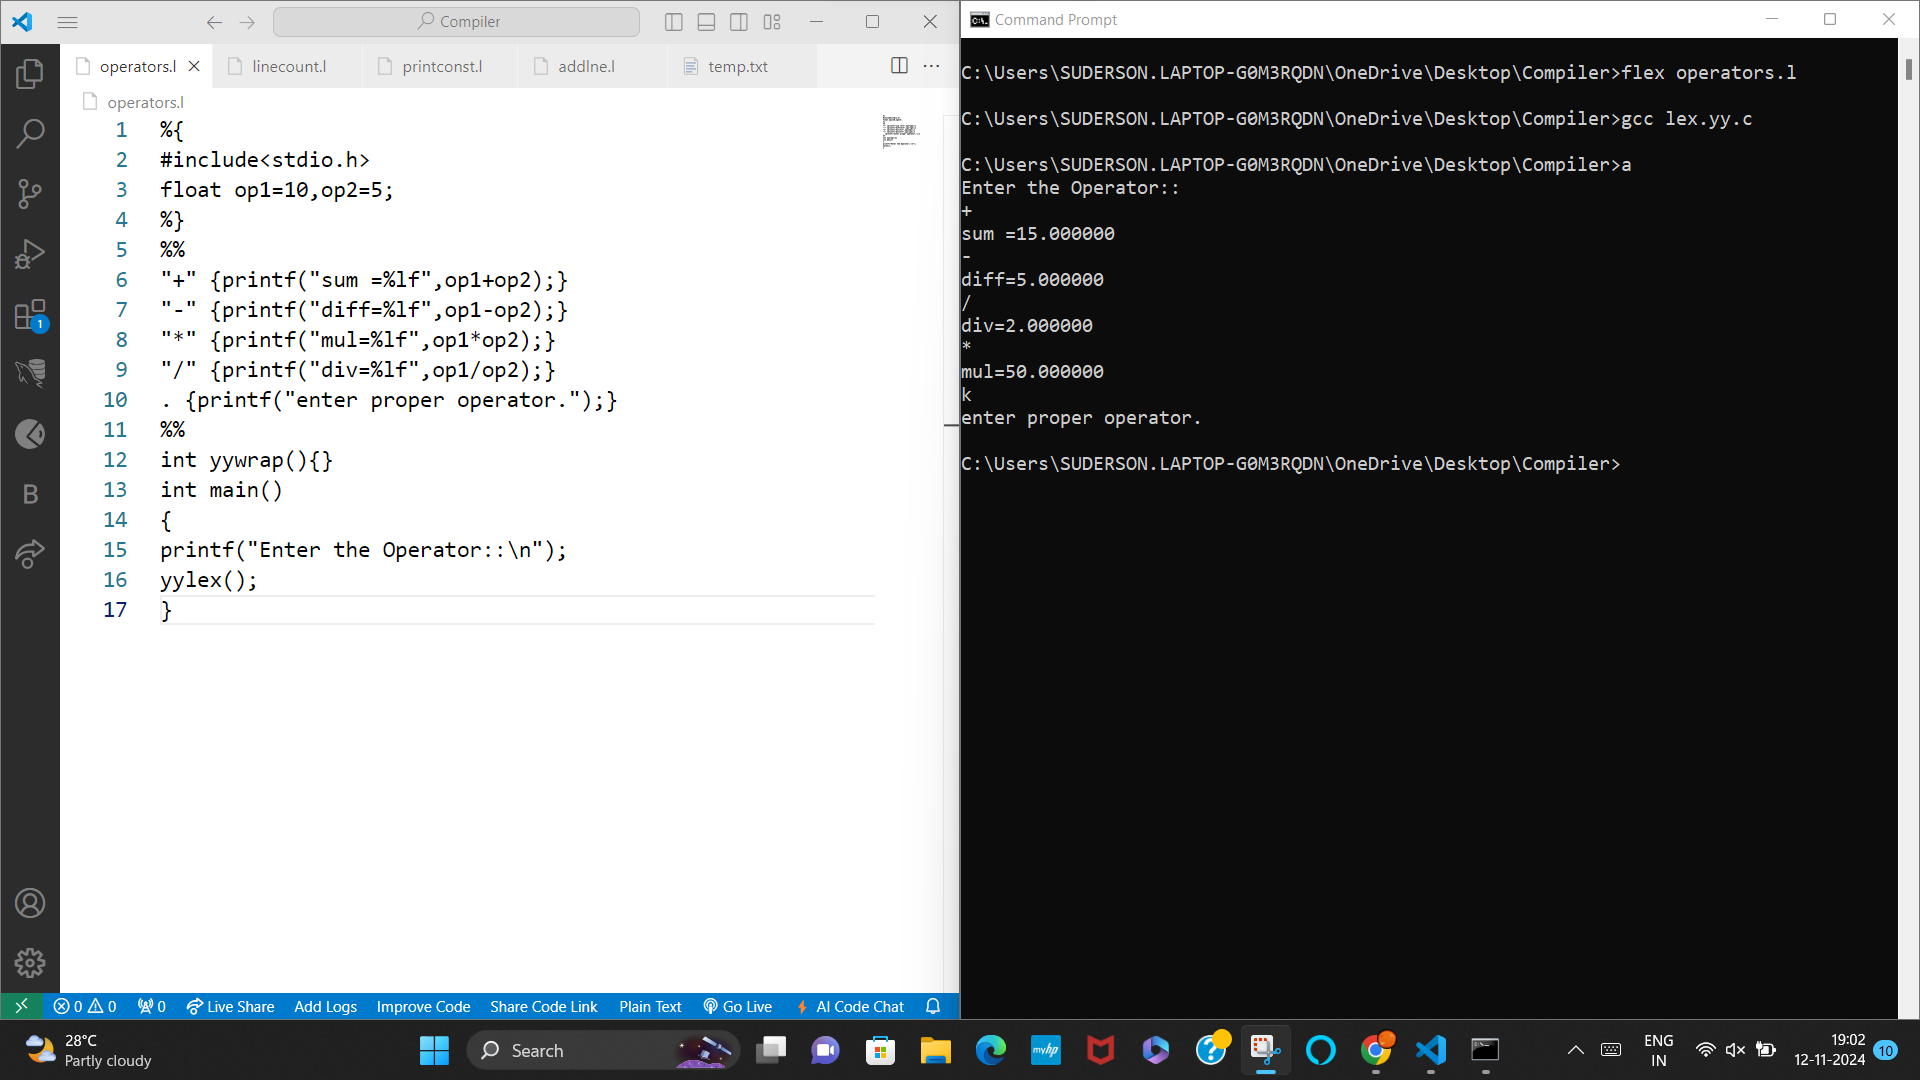 Compiler
operators.l
linecount.l
printconst.l
addlne.l
temp.txt
operators.l
1 %{
2 #include<stdio.h>
3 float op1=10,op2=5;
4 %}
5 %%
6 "+" {printf("sum =%lf",op1+op2);}
7 "-" {printf("diff=%lf",op1-op2);}
8 "*" {printf("mul=%lf",op1*op2);}
9 "/" {printf("div=%lf",op1/op2);}
10 . {printf("enter proper operator.");}
11 %%
12 int yywrap(){}
13 int main()
14 {
15 printf("Enter the Operator::\n");
16 yylex();
17 }
1
B
0 0 0 Live Share Add Logs Improve Code Share Code Link Plain Text Go Live AI Code Chat
Command Prompt
C:\Users\SUDERSON.LAPTOP-G0M3RQDN\OneDrive\Desktop\Compiler>flex operators.l
C:\Users\SUDERSON.LAPTOP-G0M3RQDN\OneDrive\Desktop\Compiler>gcc lex.yy.c
C:\Users\SUDERSON.LAPTOP-G0M3RQDN\OneDrive\Desktop\Compiler>a
Enter the Operator::
+
sum =15.000000
-
diff=5.000000
/
div=2.000000
*
mul=50.000000
k
enter proper operator.
C:\Users\SUDERSON.LAPTOP-G0M3RQDN\OneDrive\Desktop\Compiler>
28°C
Partly cloudy
Search
myhp
ENG
IN
19:02
12-11-2024
10